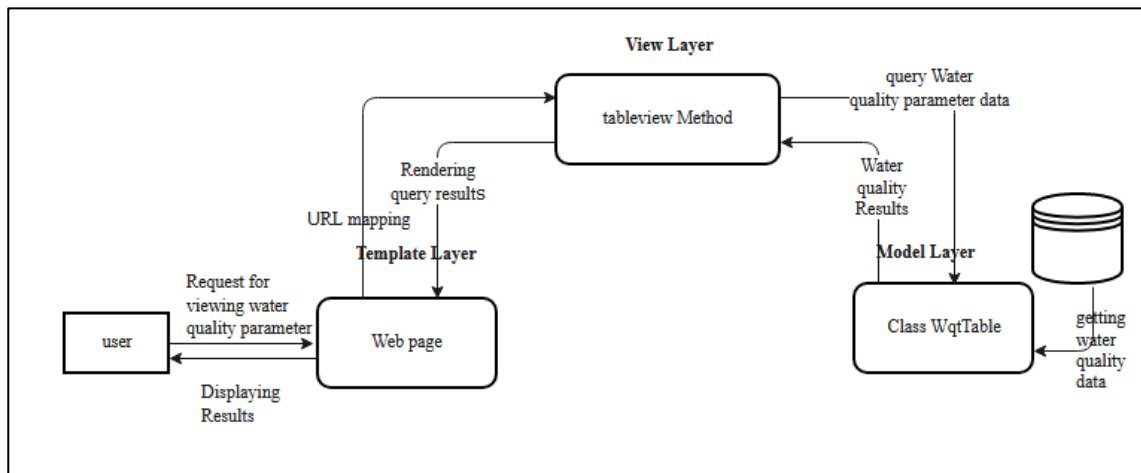 View Layer
tableview Method
query Water
quality parameter data
Rendering
query results
Water
quality
Results
URL mapping
Template Layer
Model Layer
Request for
viewing water
quality parameter
user
Web page
Class WqtTable
getting
water
quality
data
Displaying
Results